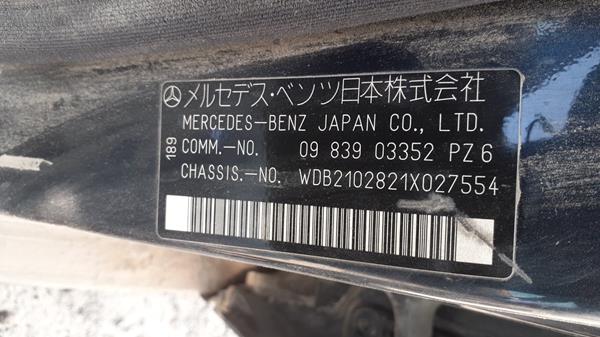 メルセデス・ベンツ日本株式会社
MERCEDES-BENZ JAPAN CO., LTD.
COMM.-NO. 09 839 03352 PZ6
CHASSIS.-NO. WDB2102821X027554
189